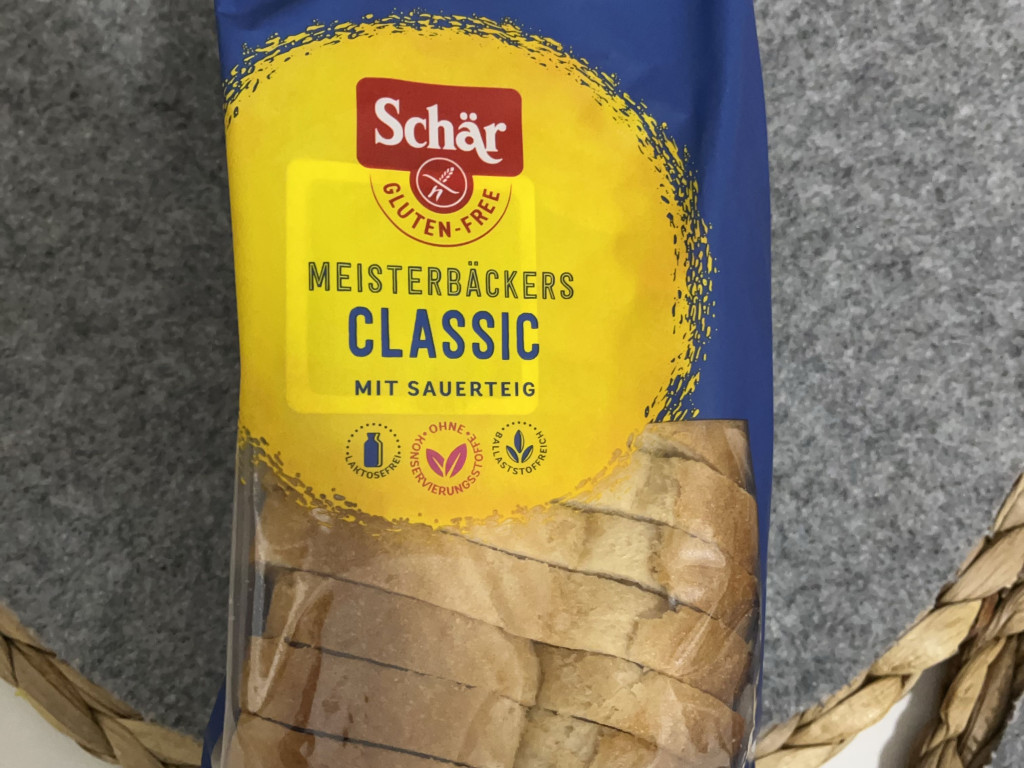 Schär
GLUTEN-FREE
MEISTERBÄCKERS
CLASSIC
MIT SAUERTEIG
LAKTOSEFREI
OHNE KONSERVIERUNGSSTOFFE
BALLASTSTOFFREICH